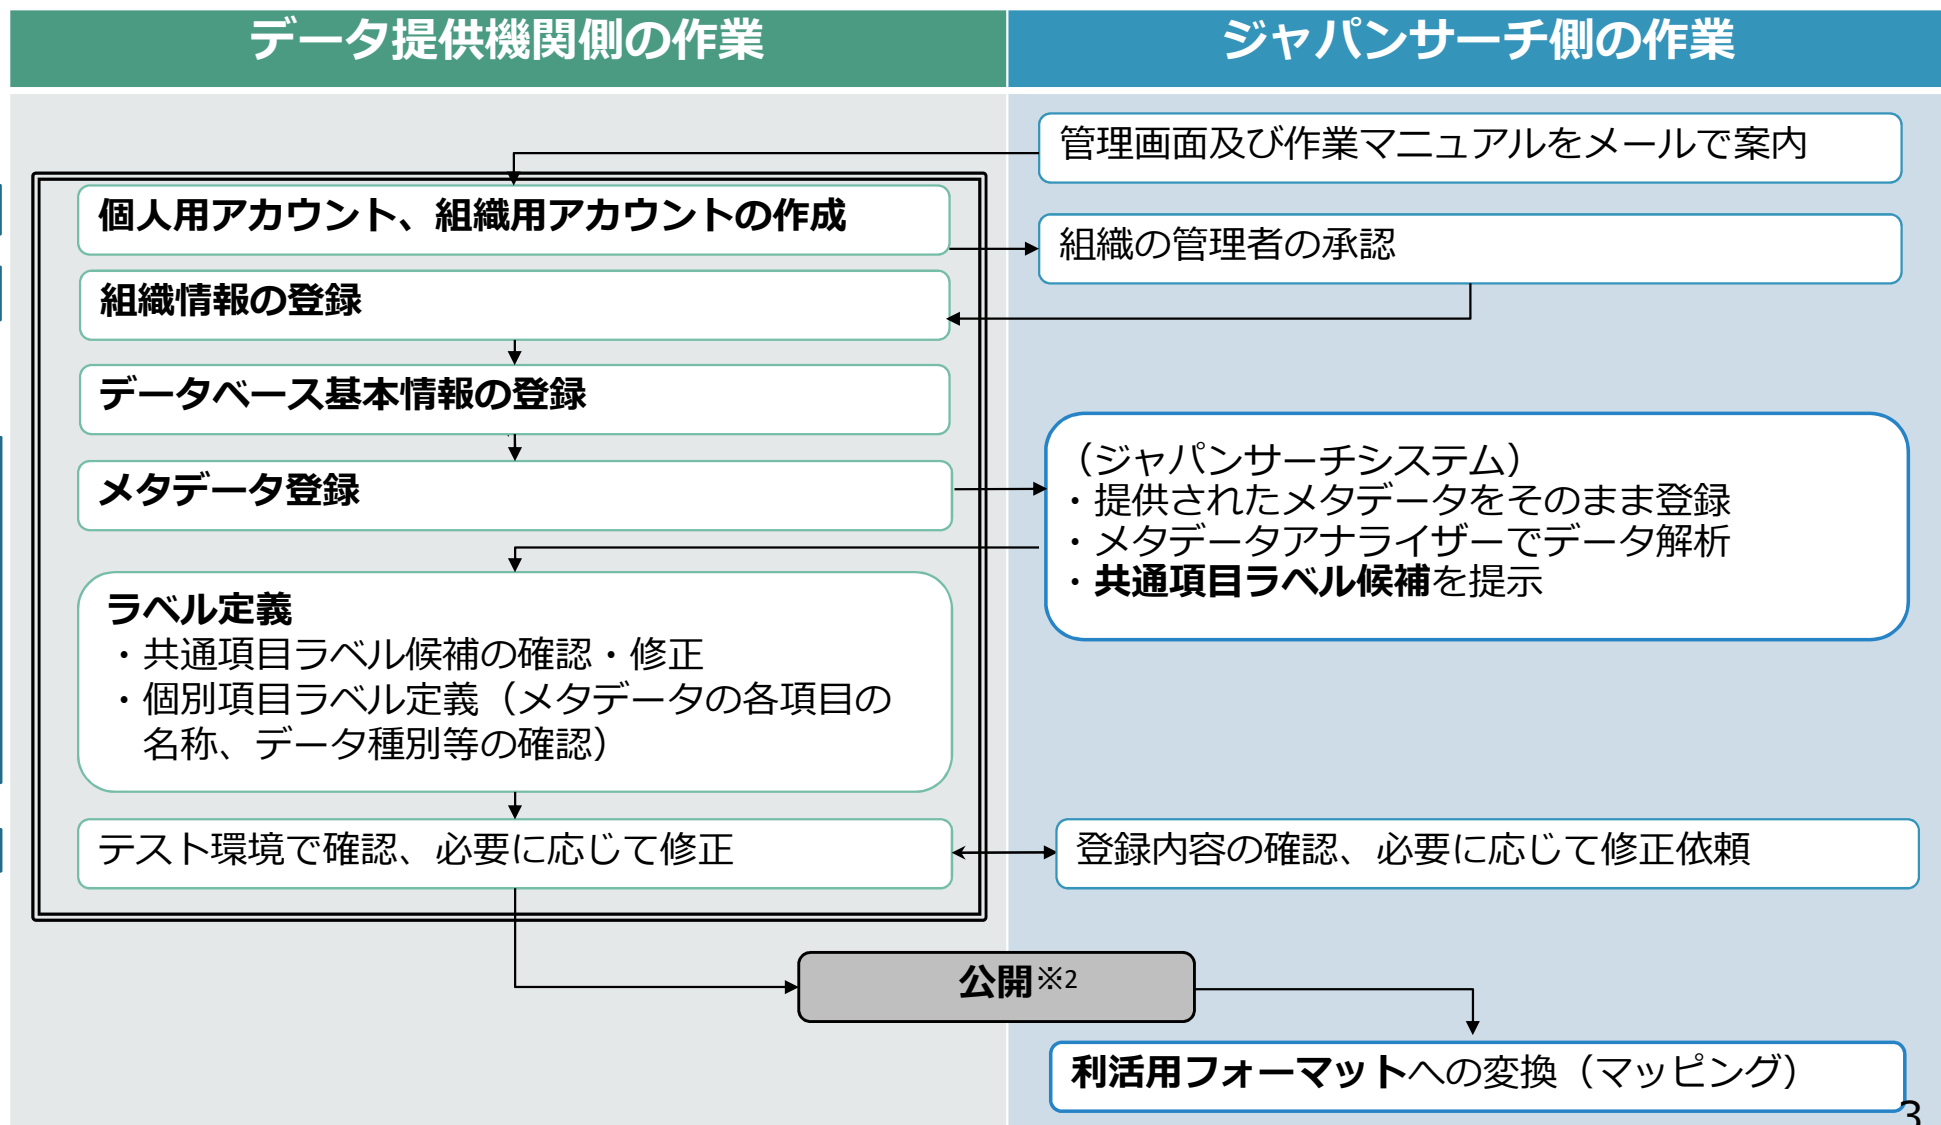 データ提供機関側の作業
ジャパンサーチ側の作業
管理画面及び作業マニュアルをメールで案内
個人用アカウント、組織用アカウントの作成
組織の管理者の承認
組織情報の登録
データベース基本情報の登録
メタデータ登録
（ジャパンサーチシステム）
・提供されたメタデータをそのまま登録
・メタデータアナライザーでデータ解析
・共通項目ラベル候補を提示
ラベル定義
・共通項目ラベル候補の確認・修正
・個別項目ラベル定義（メタデータの各項目の
名称、データ種別等の確認）
テスト環境で確認、必要に応じて修正
登録内容の確認、必要に応じて修正依頼
公開※2
利活用フォーマットへの変換（マッピング）
3